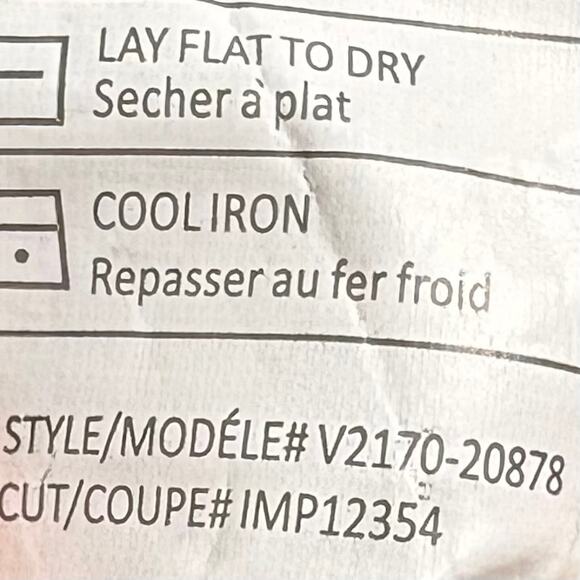 LAY FLAT TO DRY
Secher à plat
COOL IRON
Repasser au fer froid
STYLE/MODÉLE# V2170-20878
CUT/COUPE# IMP12354